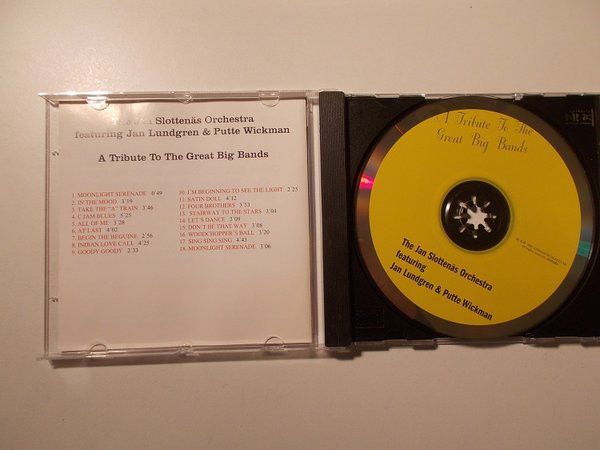 The Jan Slottenäs Orchestra
featuring Jan Lundgren & Putte Wickman
A Tribute To The Great Big Bands
1. MOONLIGHT SERENADE 0´49
2. IN THE MOOD 3´19
3. TAKE THE "A" TRAIN 3´46
4. C JAM BLUES 5´25
5. ALL OF ME 3´28
6. AT LAST 4´02
7. BEGIN THE BEGUINE 2´56
8. INDIAN LOVE CALL 4´25
9. GOODY GOODY 2´33
10. I´M BEGINNING TO SEE THE LIGHT 2´25
11. SATIN DOLL 4´12
12. FOUR BROTHERS 3´53
13. STAIRWAY TO THE STARS 3´04
14. LET´S DANCE 2´09
15. DON´T BE THAT WAY 3´08
16. WOODCHOPPER´S BALL 3´20
17. SING SING SING 4´43
18. MOONLIGHT SERENADE 3´06
A Tribute To The
Great Big Bands
The Jan Slottenäs Orchestra
featuring
Jan Lundgren & Putte Wickman